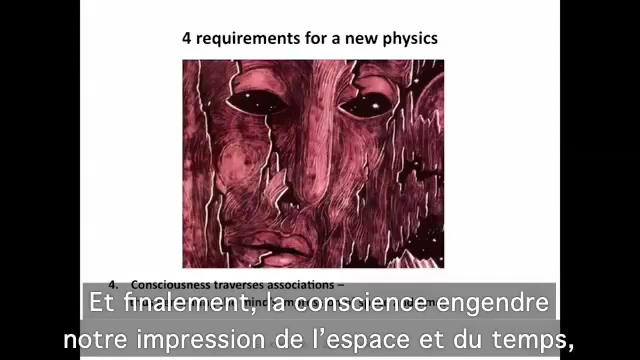 4 requirements for a new physics
4. Consciousness traverses associations –
Et finalement, la conscience engendre
notre impression de l'espace et du temps,